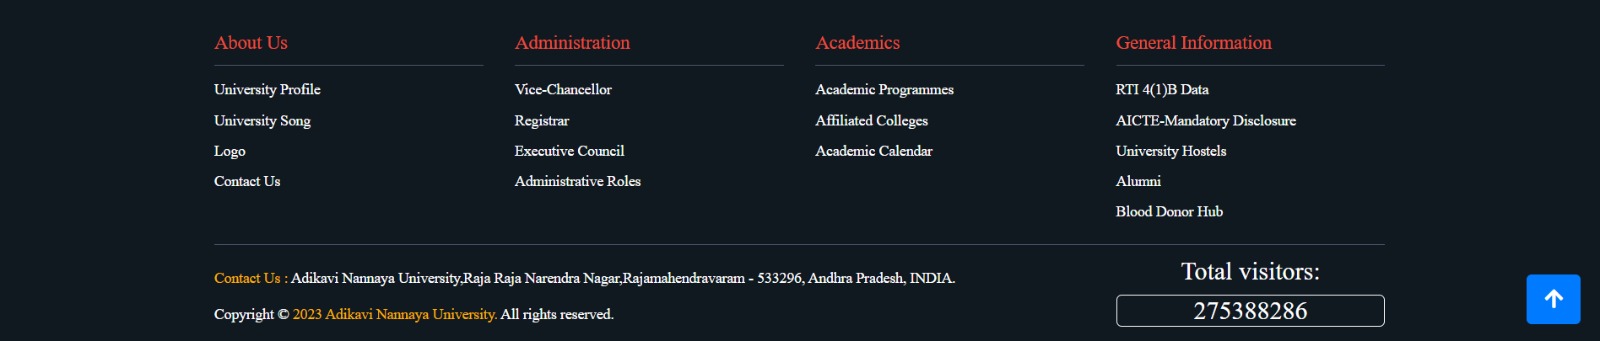 About Us
University Profile
University Song
Logo
Contact Us
Administration
Vice-Chancellor
Registrar
Executive Council
Administrative Roles
Academics
Academic Programmes
Affiliated Colleges
Academic Calendar
General Information
RTI 4(1)B Data
AICTE-Mandatory Disclosure
University Hostels
Alumni
Blood Donor Hub
Contact Us : Adikavi Nannaya University,Raja Raja Narendra Nagar,Rajamahendravaram - 533296, Andhra Pradesh, INDIA.
Copyright © 2023 Adikavi Nannaya University. All rights reserved.
Total visitors:
275388286